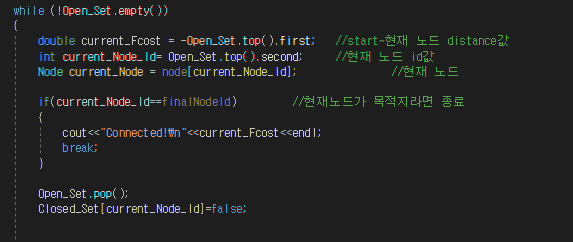 while (!Open_Set.empty())
{
double current_Fcost = -Open_Set.top().first; //start~현재 노드 distance값
int current_Node_Id= Open_Set.top().second; //현재 노드 id값
Node current_Node = node[current_Node_Id]; //현재 노드
if(current_Node_Id==finalNodeId) //현재노드가 목적지라면 종료
{
cout<<"Connected!₩n"<<current_Fcost<<endl;
break;
}
Open_Set.pop();
Closed_Set[current_Node_Id]=false;